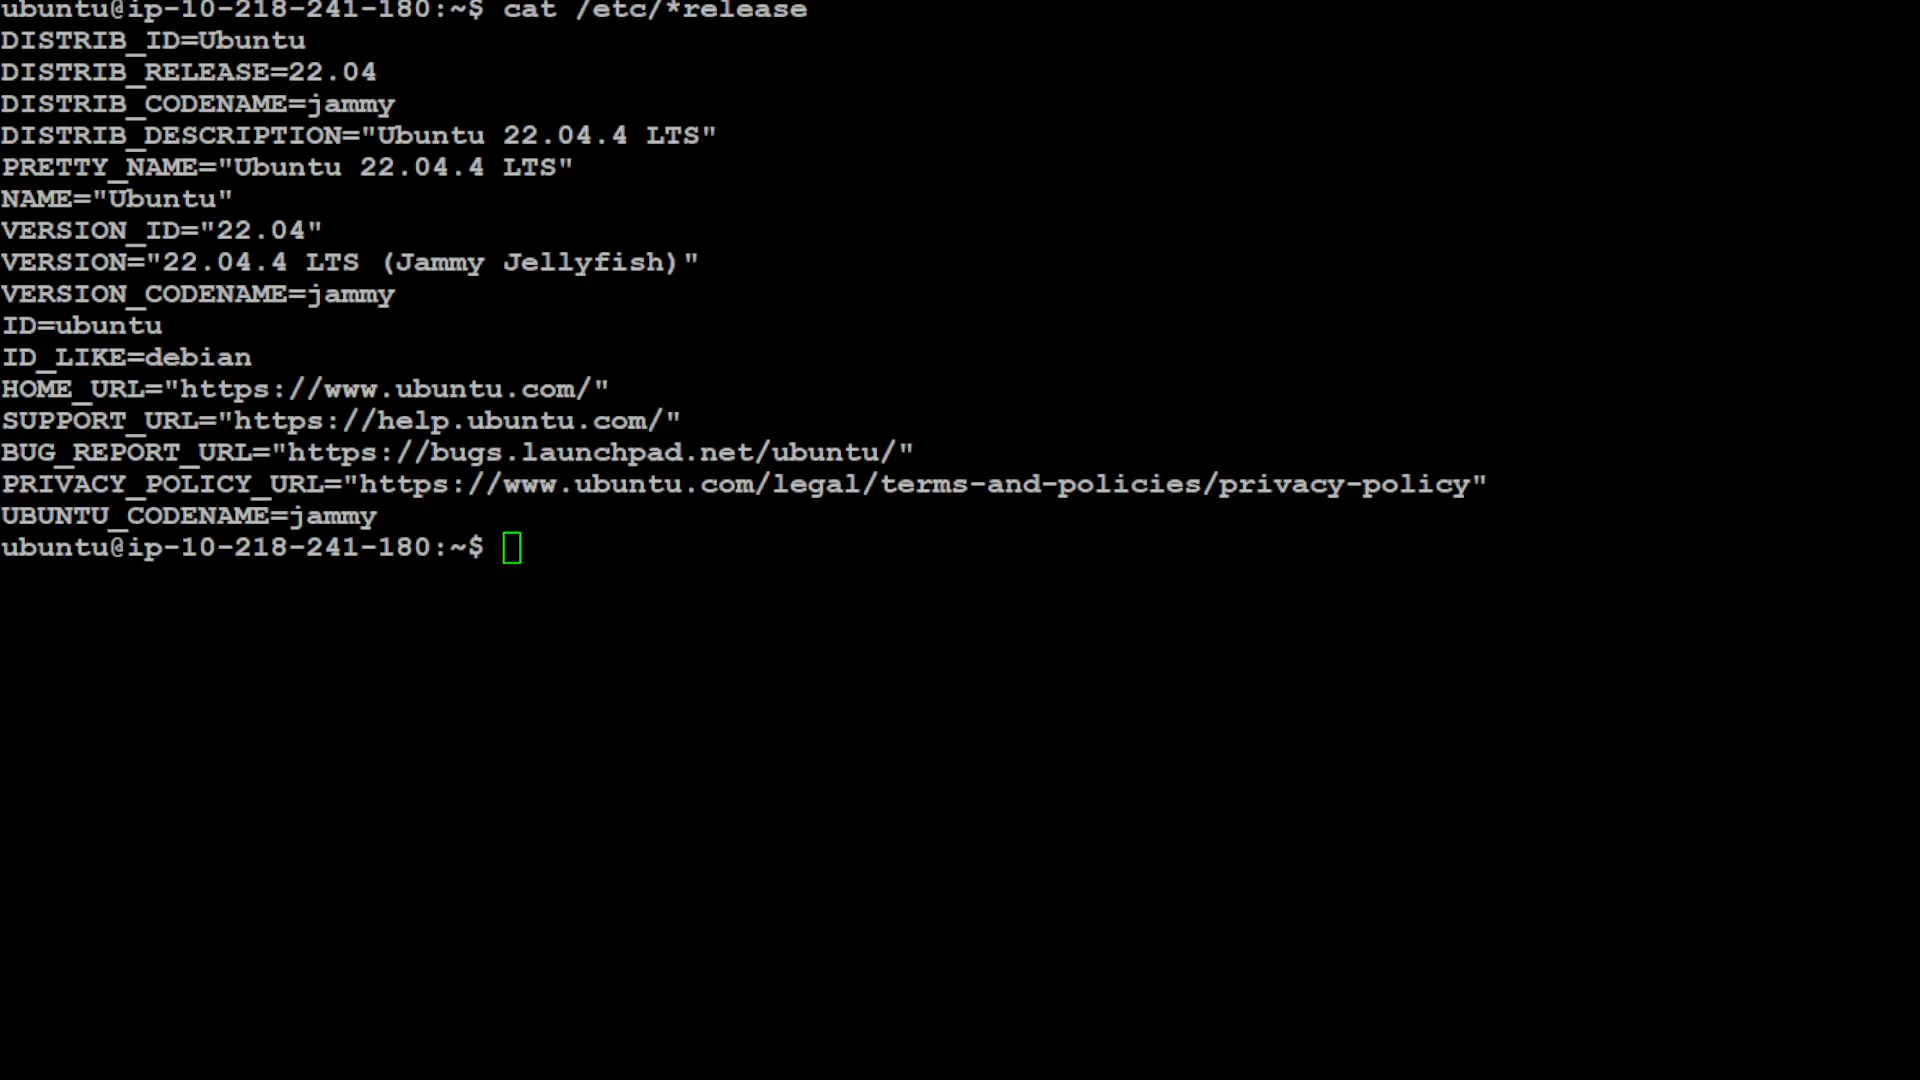 ubuntu@ip-10-218-241-180:~$ cat /etc/*release
DISTRIB_ID=Ubuntu
DISTRIB_RELEASE=22.04
DISTRIB_CODENAME=jammy
DISTRIB_DESCRIPTION="Ubuntu 22.04.4 LTS"
PRETTY_NAME="Ubuntu 22.04.4 LTS"
NAME="Ubuntu"
VERSION_ID="22.04"
VERSION="22.04.4 LTS (Jammy Jellyfish)"
VERSION_CODENAME=jammy
ID=ubuntu
ID_LIKE=debian
HOME_URL="https://www.ubuntu.com/"
SUPPORT_URL="https://help.ubuntu.com/"
BUG_REPORT_URL="https://bugs.launchpad.net/ubuntu/"
PRIVACY_POLICY_URL="https://www.ubuntu.com/legal/terms-and-policies/privacy-policy"
UBUNTU_CODENAME=jammy
ubuntu@ip-10-218-241-180:~$